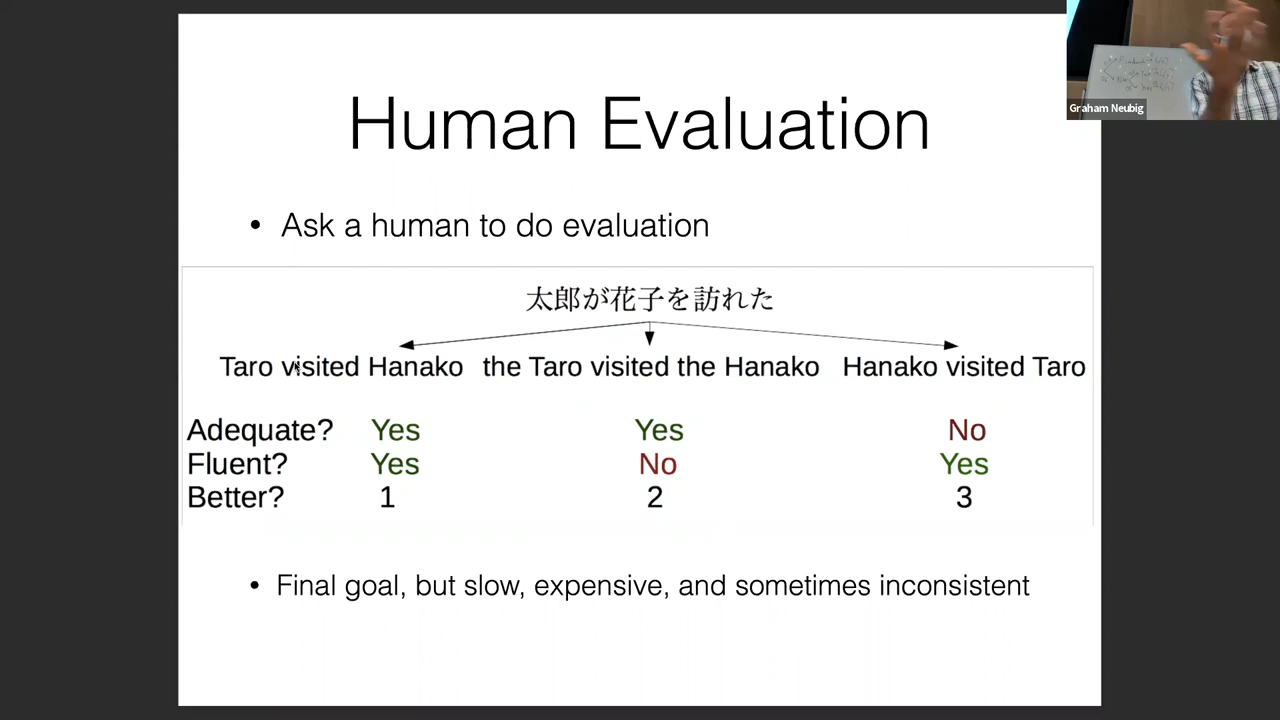 Graham Neubig
Human Evaluation
• Ask a human to do evaluation
太郎が花子を訪れた
Taro visited Hanako the Taro visited the Hanako Hanako visited Taro
Adequate? Yes Yes No
Fluent? Yes No Yes
Better? 1 2 3
• Final goal, but slow, expensive, and sometimes inconsistent